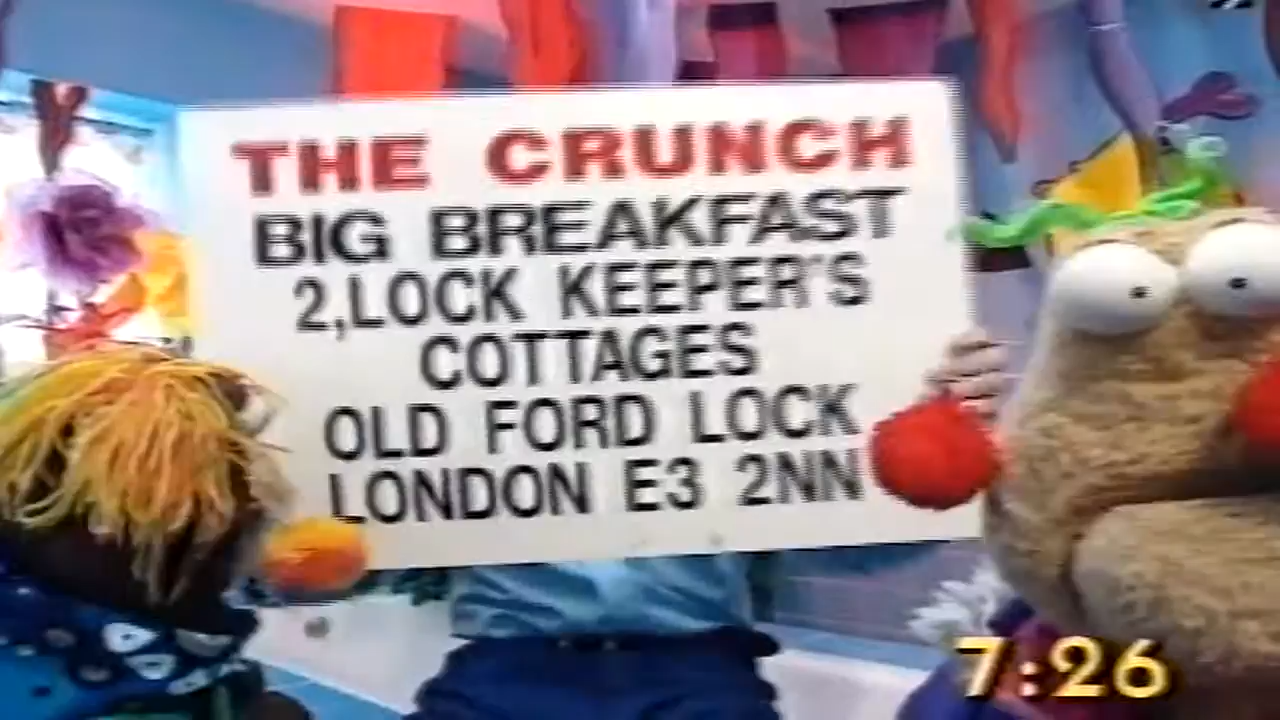 THE CRUNCH
BIG BREAKFAST
2,LOCK KEEPER'S
COTTAGES
OLD FORD LOCK
LONDON E3 2NN
7:26